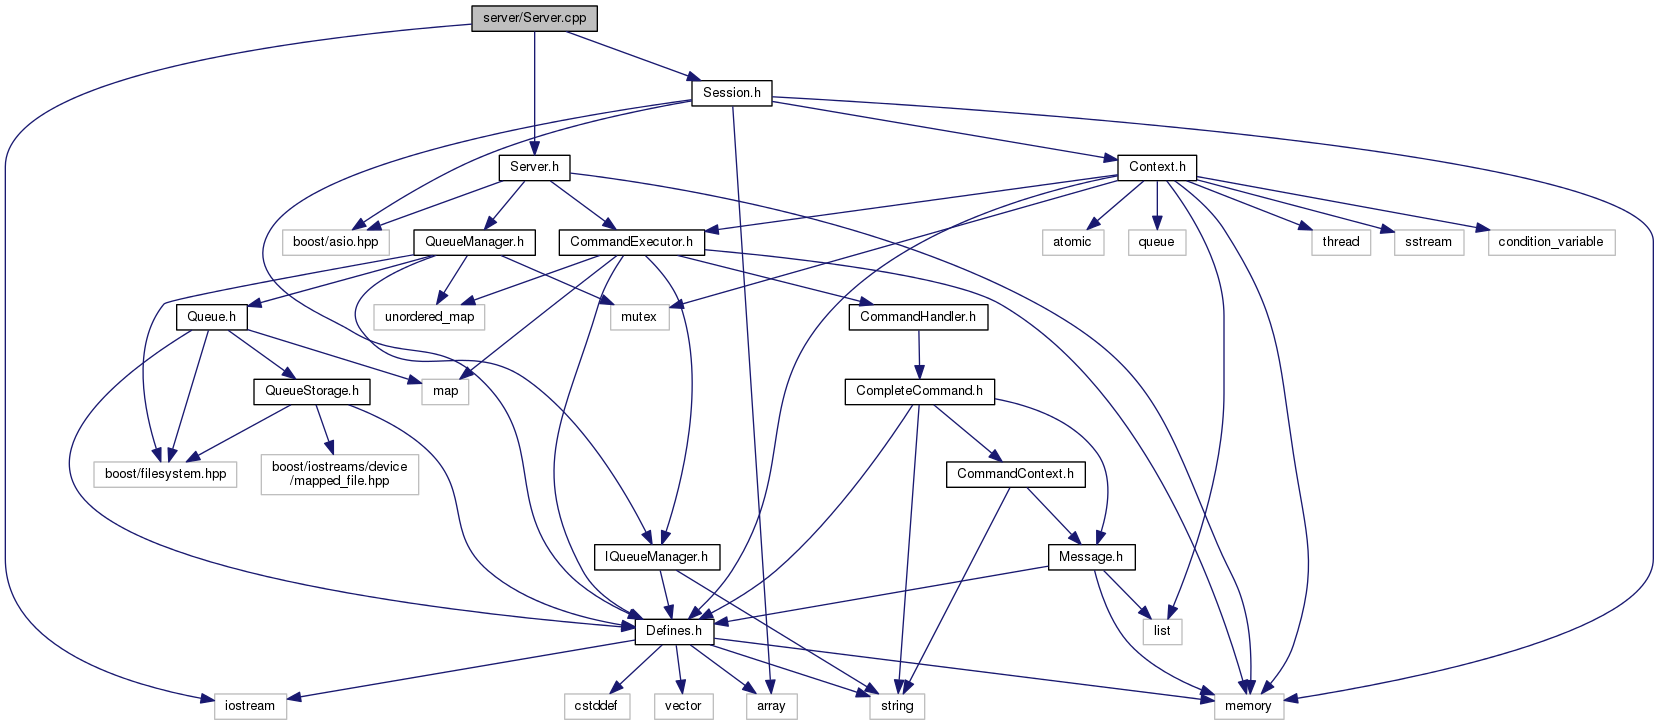 server/Server.cpp
Session.h
Server.h
Context.h
boost/asio.hpp
QueueManager.h
CommandExecutor.h
atomic
queue
thread
sstream
condition_variable
Queue.h
unordered_map
mutex
CommandHandler.h
QueueStorage.h
map
CompleteCommand.h
boost/filesystem.hpp
boost/iostreams/device
/mapped_file.hpp
CommandContext.h
IQueueManager.h
Message.h
Defines.h
list
iostream
cstddef
vector
array
string
memory